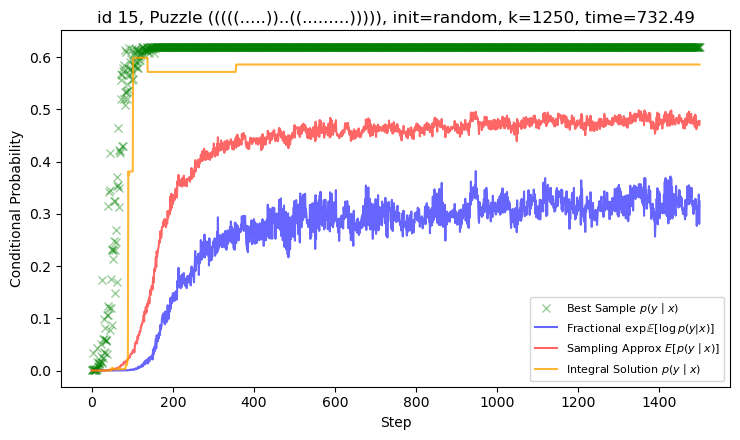 id 15, Puzzle (((((.....))..((.........))))), init=random, k=1250, time=732.49
Conditional Probability
0.6
0.5
0.4
0.3
0.2
0.1
0.0
Best Sample p(y | x)
Fractional exp 𝔼[log p(y|x)]
Sampling Approx E[p(y | x)]
Integral Solution p(y | x)
0 200 400 600 800 1000 1200 1400
Step